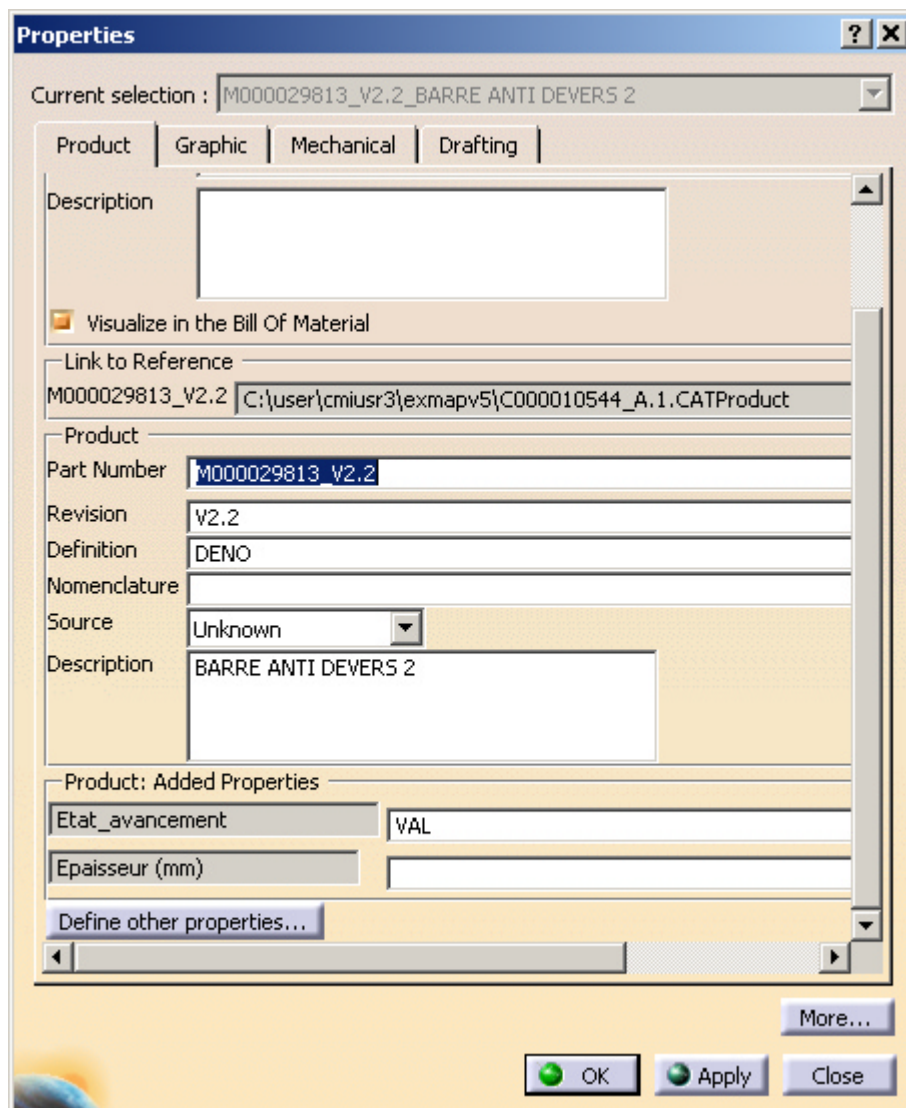 Properties
Current selection : M000029813_V2.2_BARRE ANTI DEVERS 2
Product Graphic Mechanical Drafting
Description
Visualize in the Bill Of Material
Link to Reference
M000029813_V2.2 C:\user\cmiusr3\exmapv5\C000010544_A.1.CATProduct
Product
Part Number M000029813_V2.2
Revision V2.2
Definition DENO
Nomenclature
Source Unknown
Description BARRE ANTI DEVERS 2
Product: Added Properties
Etat_avancement VAL
Epaisseur (mm)
Define other properties...
More...
OK Apply Close